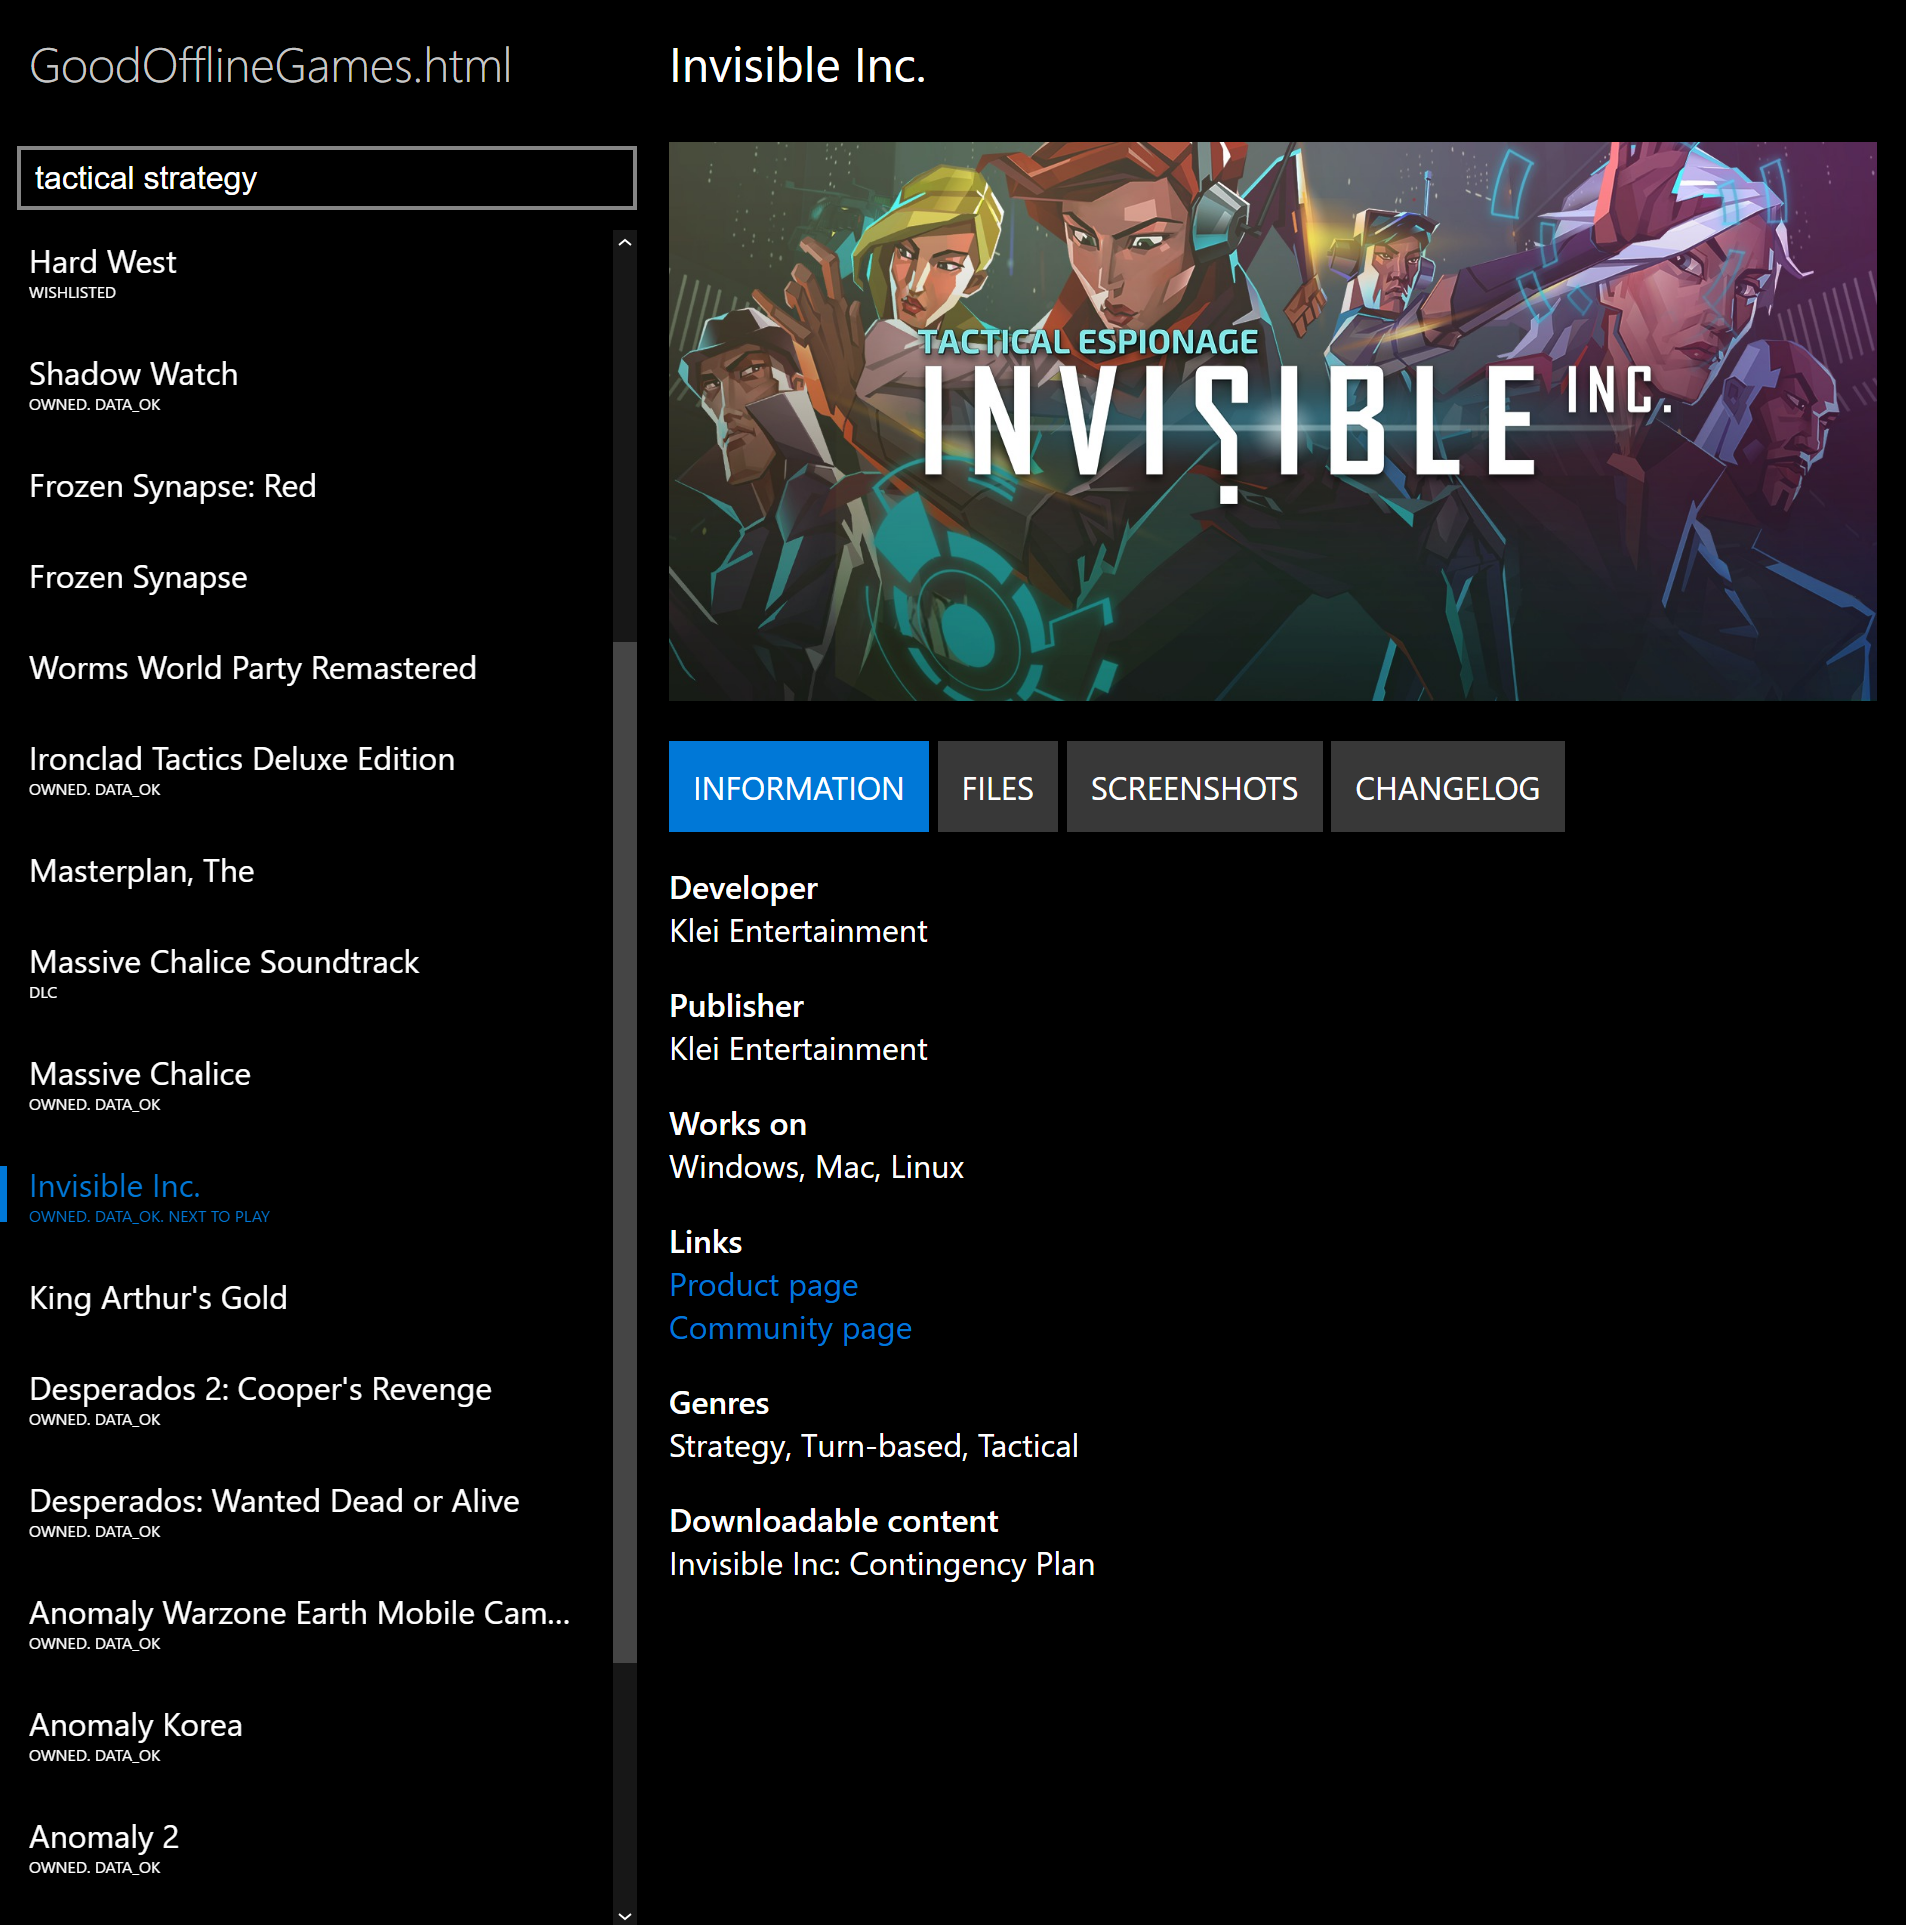 GoodOfflineGames.html
tactical strategy
Hard West
WISHLISTED
Shadow Watch
OWNED. DATA_OK
Frozen Synapse: Red
Frozen Synapse
Worms World Party Remastered
Ironclad Tactics Deluxe Edition
OWNED. DATA_OK
Masterplan, The
Massive Chalice Soundtrack
DLC
Massive Chalice
OWNED. DATA_OK
Invisible Inc.
OWNED. DATA_OK. NEXT TO PLAY
King Arthur's Gold
Desperados 2: Cooper's Revenge
OWNED. DATA_OK
Desperados: Wanted Dead or Alive
OWNED. DATA_OK
Anomaly Warzone Earth Mobile Cam...
OWNED. DATA_OK
Anomaly Korea
OWNED. DATA_OK
Anomaly 2
OWNED. DATA_OK
Invisible Inc.
TACTICAL ESPIONAGE
INVISIBLE INC.
INFORMATION FILES SCREENSHOTS CHANGELOG
Developer
Klei Entertainment
Publisher
Klei Entertainment
Works on
Windows, Mac, Linux
Links
Product page
Community page
Genres
Strategy, Turn-based, Tactical
Downloadable content
Invisible Inc: Contingency Plan